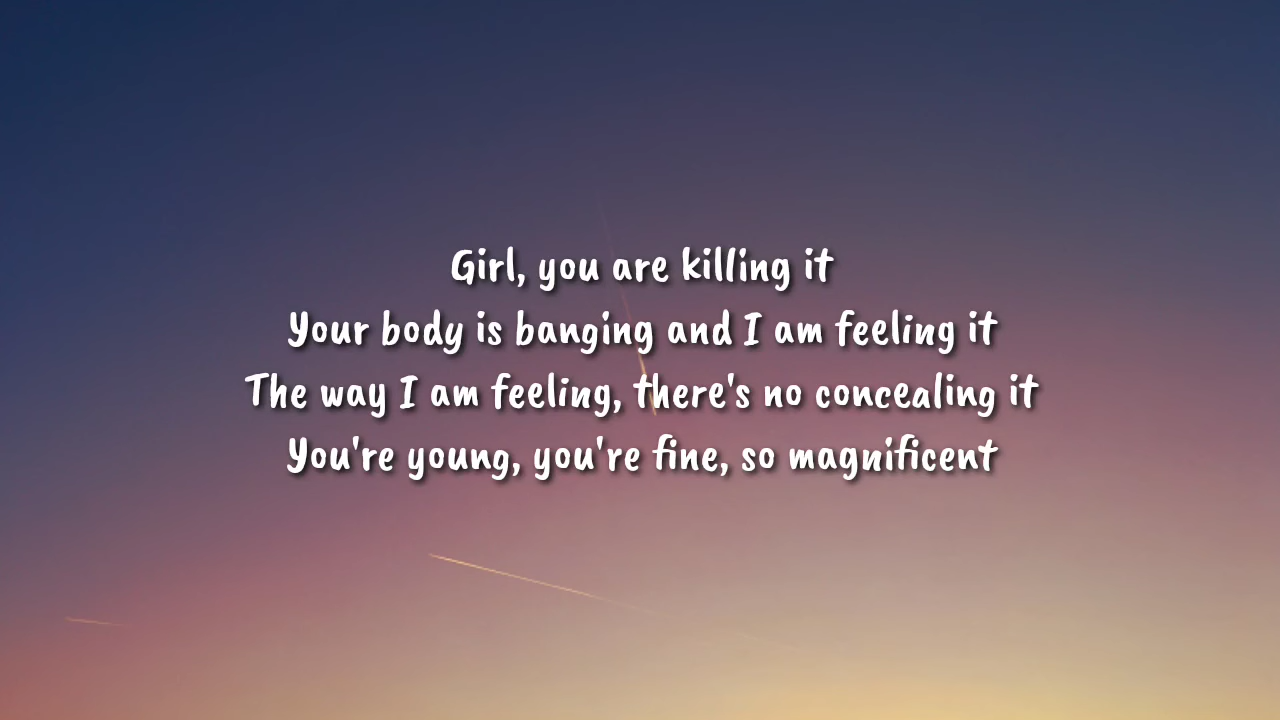 Girl, you are killing it
Your body is banging and I am feeling it
The way I am feeling, there's no concealing it
You're young, you're fine, so magnificent